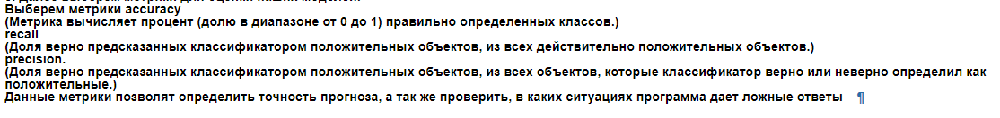 Выберем метрики accuracy
(Метрика вычисляет процент (долю в диапазоне от 0 до 1) правильно определенных классов.)
recall
(Доля верно предсказанных классификатором положительных объектов, из всех действительно положительных объектов.)
precision.
(Доля верно предсказанных классификатором положительных объектов, из всех объектов, которые классификатор верно или неверно определил как
положительные.)
Данные метрики позволят определить точность прогноза, а так же проверить, в каких ситуациях программа дает ложные ответы ¶